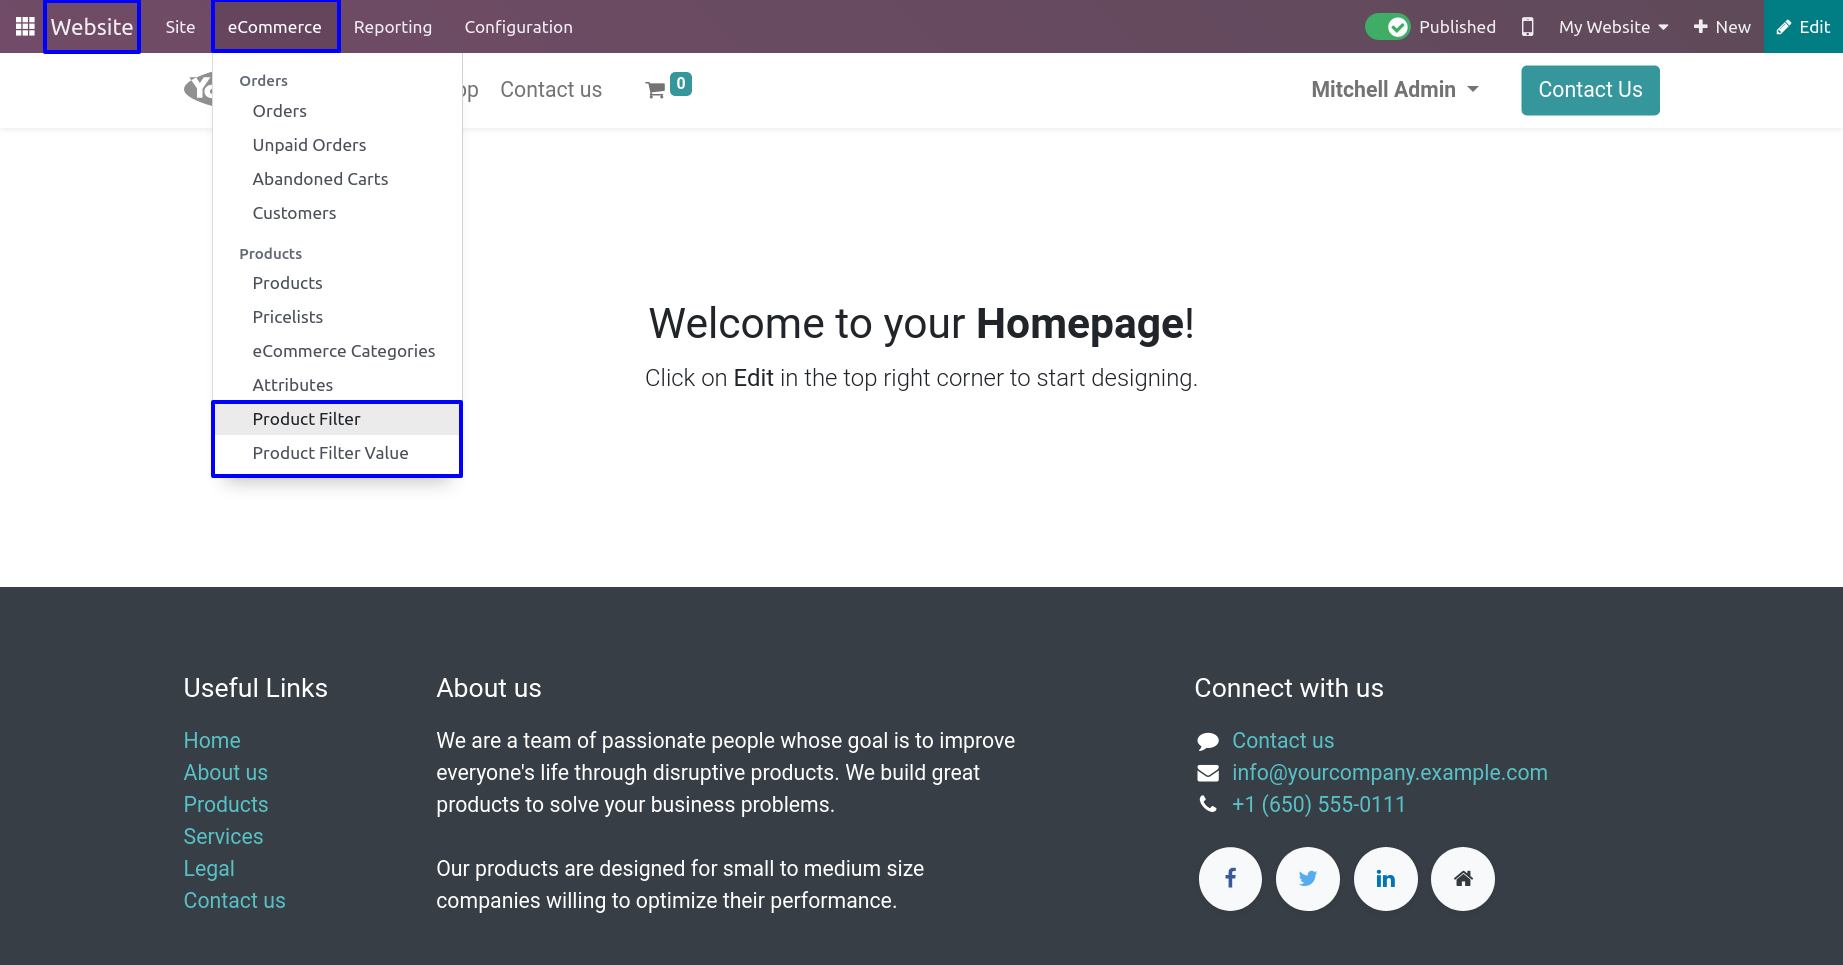 Website Site eCommerce Reporting Configuration Published My Website New Edit
Contact us 0 Mitchell Admin Contact Us
Orders
Orders
Unpaid Orders
Abandoned Carts
Customers
Products
Products
Pricelists
eCommerce Categories
Attributes
Product Filter
Product Filter Value
Welcome to your Homepage!
Click on Edit in the top right corner to start designing.
Useful Links
Home
About us
Products
Services
Legal
Contact us
About us
We are a team of passionate people whose goal is to improve
everyone's life through disruptive products. We build great
products to solve your business problems.
Our products are designed for small to medium size
companies willing to optimize their performance.
Connect with us
Contact us
info@yourcompany.example.com
+1 (650) 555-0111